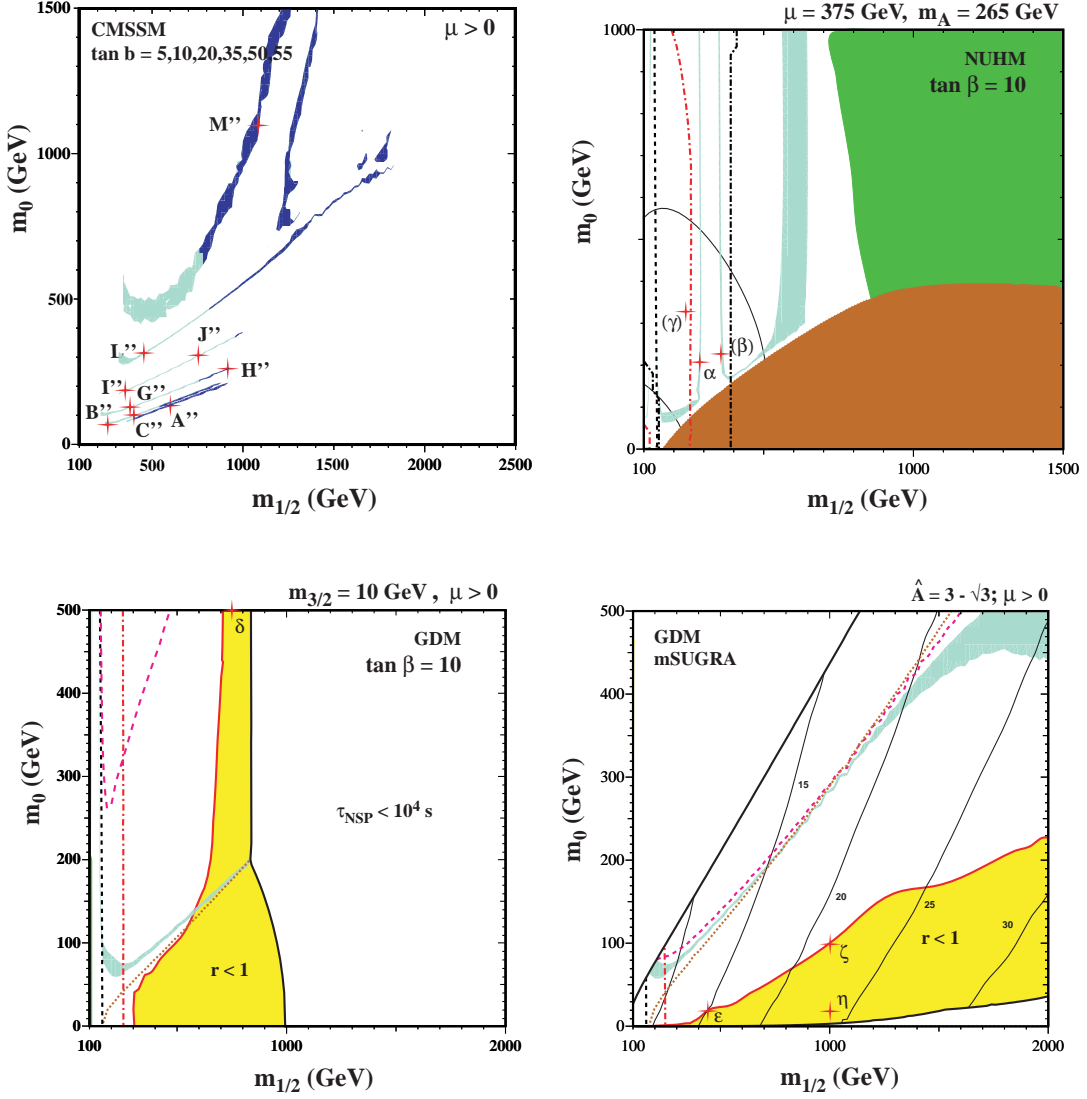 CMSSM
tan b = 5,10,20,35,50,55
μ > 0
M’’
L’’
J’’
I’’
G’’
H’’
B’’
C’’
A’’
1500
1000
500
0
m0 (GeV)
100 500 1000 1500 2000 2500
m1/2 (GeV)
μ = 375 GeV, mA = 265 GeV
NUHM
tan β = 10
(γ)
(β)
α
1000
0
m0 (GeV)
100 1000 1500
m1/2 (GeV)
m3/2 = 10 GeV , μ > 0
GDM
tan β = 10
δ
τNSP < 10^4 s
r < 1
500
400
300
200
100
0
m0 (GeV)
100 1000 2000
m1/2 (GeV)
Â = 3 - √3; μ > 0
GDM
mSUGRA
15
20
25
30
r < 1
ζ
η
ε
500
400
300
200
100
0
m0 (GeV)
100 1000 2000
m1/2 (GeV)